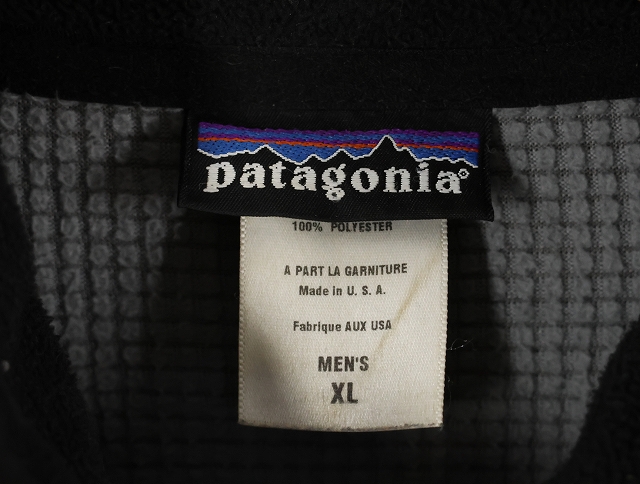 patagonia®
100% POLYESTER
A PART LA GARNITURE
Made in U. S. A.
Fabrique AUX USA
MEN'S
XL